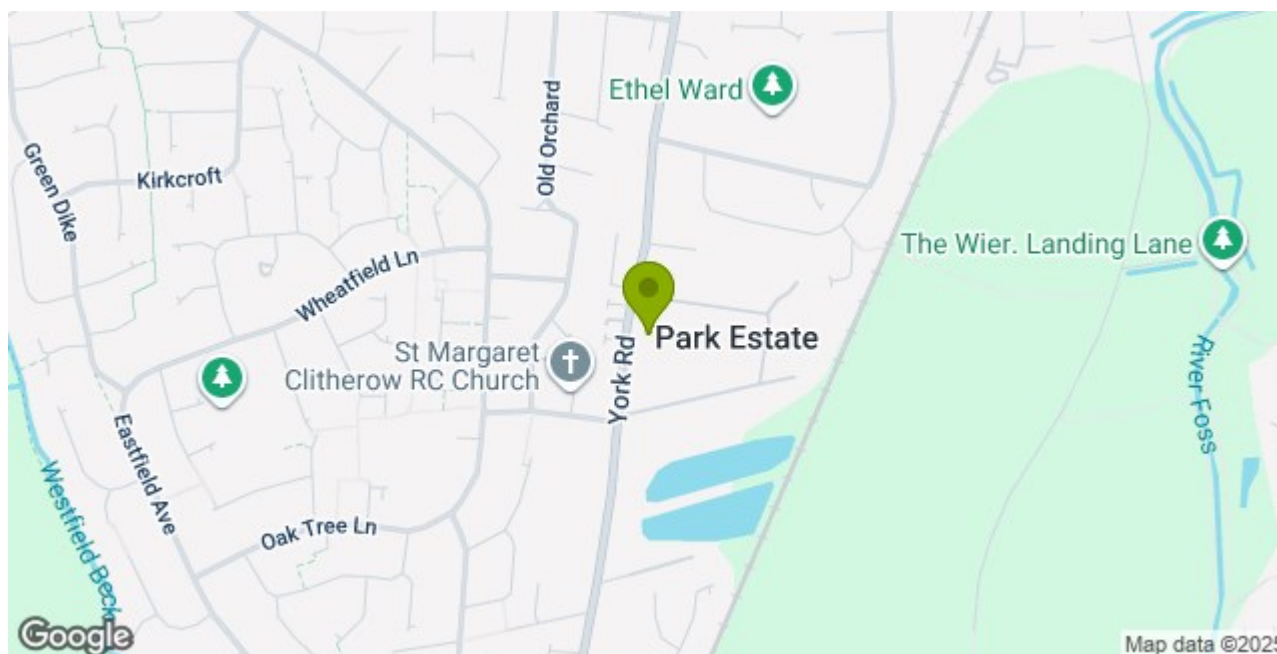 Ethel Ward
Old Orchard
Green Dike
Kirkcroft
The Wier. Landing Lane
Wheatfield Ln
Park Estate
St Margaret
Clitherow RC Church
York Rd
River Foss
Eastfield Ave
Westfield Beck
Oak Tree Ln
Google
Map data ©2025